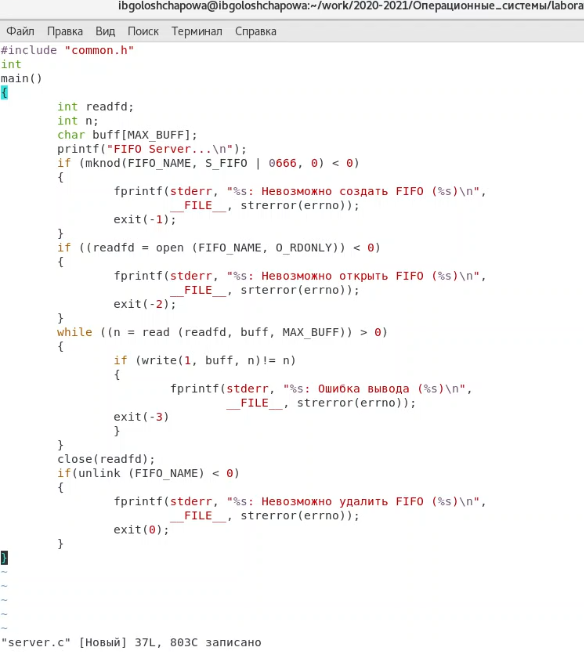 ibgoloshchapowa@ibgoloshchapowa:~/work/2020-2021/Операционные_системы/labora
Файл Правка Вид Поиск Терминал Справка
#include "common.h"
int
main()
{
        int readfd;
        int n;
        char buff[MAX_BUFF];
        printf("FIFO Server...\n");
        if (mknod(FIFO_NAME, S_FIFO | 0666, 0) < 0)
        {
                fprintf(stderr, "%s: Невозможно создать FIFO (%s)\n",
                        __FILE__, strerror(errno));
                exit(-1);
        }
        if ((readfd = open (FIFO_NAME, O_RDONLY)) < 0)
        {
                fprintf(stderr, "%s: Невозможно открыть FIFO (%s)\n",
                        __FILE__, srterror(errno));
                exit(-2);
        }
        while ((n = read (readfd, buff, MAX_BUFF)) > 0)
        {
                if (write(1, buff, n)!= n)
                {
                        fprintf(stderr, "%s: Ошибка вывода (%s)\n",
                                __FILE__, strerror(errno));
                exit(-3)
                }
        }
        close(readfd);
        if(unlink (FIFO_NAME) < 0)
        {
                fprintf(stderr, "%s: Невозможно удалить FIFO (%s)\n",
                        __FILE__, strerror(errno));
                exit(0);
        }
}
~
~
~
~
~
"server.c" [Новый] 37L, 803C записано